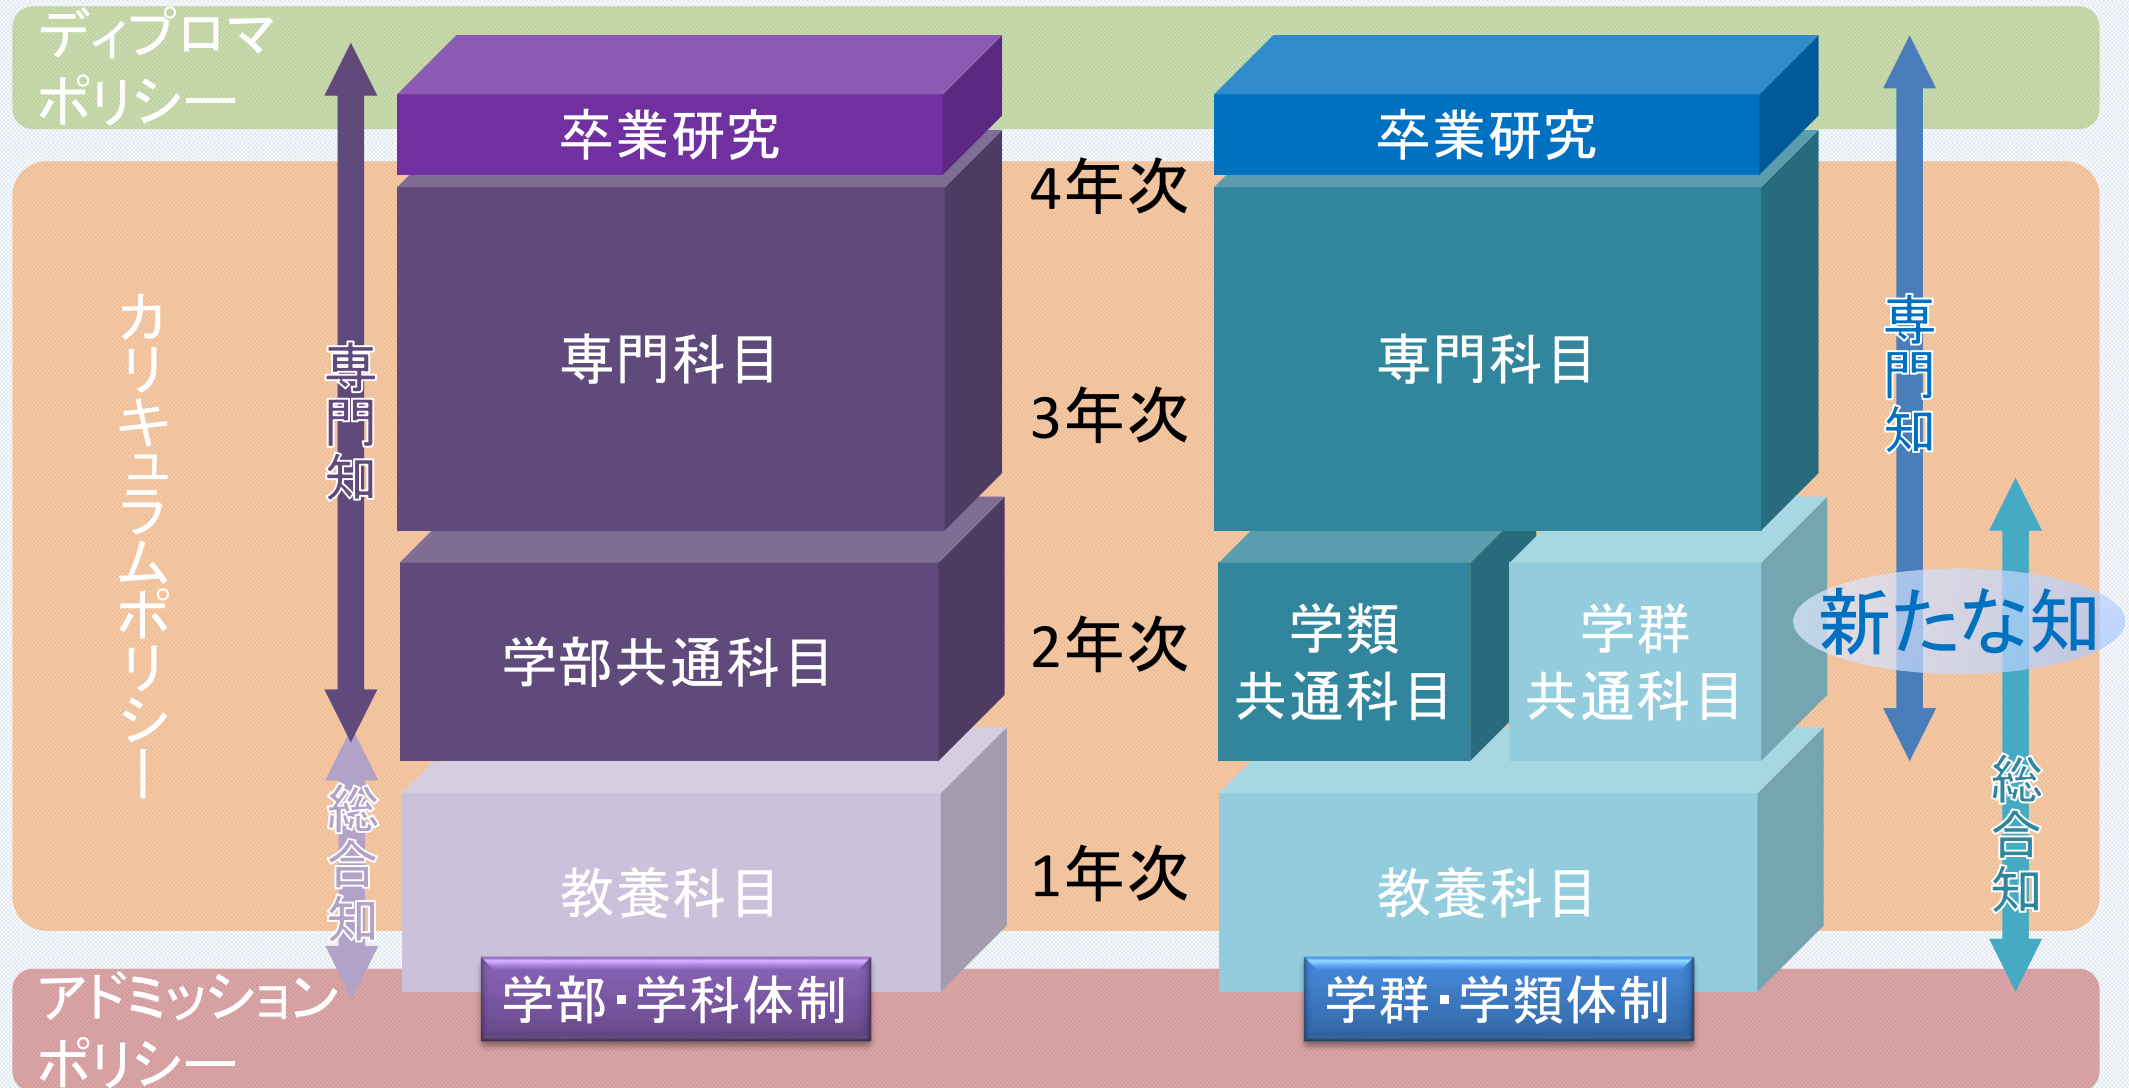 ディプロマ
ポリシー
カリキュラムポリシー
アドミッション
ポリシー
専門知
総合知
卒業研究
専門科目
学部共通科目
教養科目
学部・学科体制
4年次
3年次
2年次
1年次
卒業研究
専門科目
学類
共通科目
学群
共通科目
教養科目
学群・学類体制
専門知
新たな知
総合知